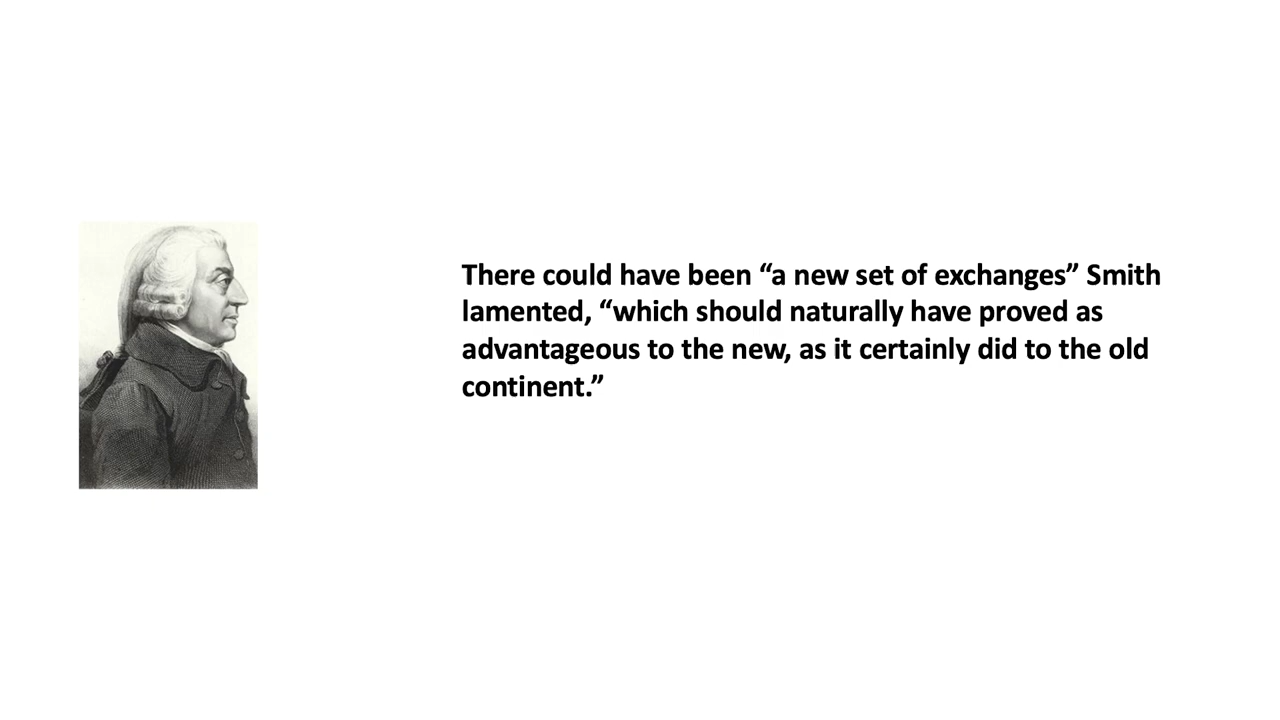 There could have been “a new set of exchanges” Smith
lamented, “which should naturally have proved as
advantageous to the new, as it certainly did to the old
continent.”